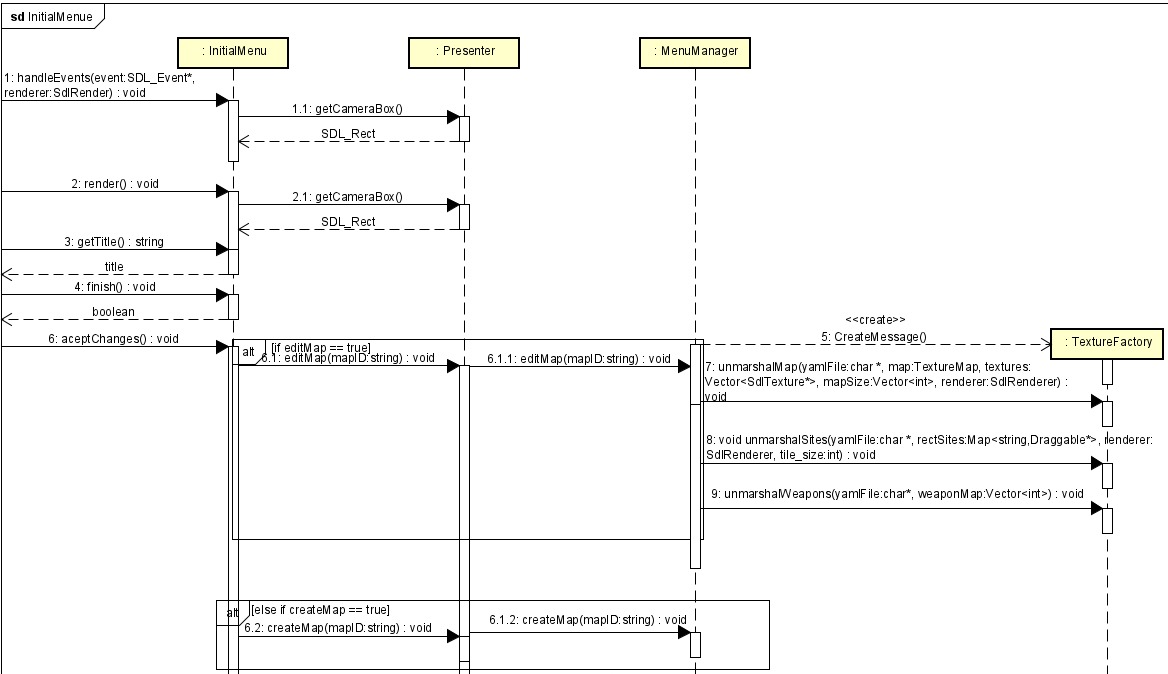 sd InitialMenue
: InitialMenu
: Presenter
: MenuManager
1: handleEvents(event:SDL_Event*,
renderer:SdlRender) : void
1.1: getCameraBox()
SDL_Rect
2: render() : void
2.1: getCameraBox()
SDL_Rect
3: getTitle() : string
title
4: finish() : void
boolean
<<create>>
5: CreateMessage()
: TextureFactory
6: aceptChanges() : void
alt
[if editMap == true]
6.1: editMap(mapID:string) : void
6.1.1: editMap(mapID:string) : void
7: unmarshalMap(yamlFile:char *, map:TextureMap, textures:
Vector<SdlTexture*>, mapSize:Vector<int>, renderer:SdlRenderer) :
void
8: void unmarshalSites(yamlFile:char *, rectSites:Map<string,Draggable*>, renderer:
SdlRenderer, tile_size:int) : void
9: unmarshalWeapons(yamlFile:char*, weaponMap:Vector<int>) : void
alt
[else if createMap == true]
6.2: createMap(mapID:string) : void
6.1.2: createMap(mapID:string) : void